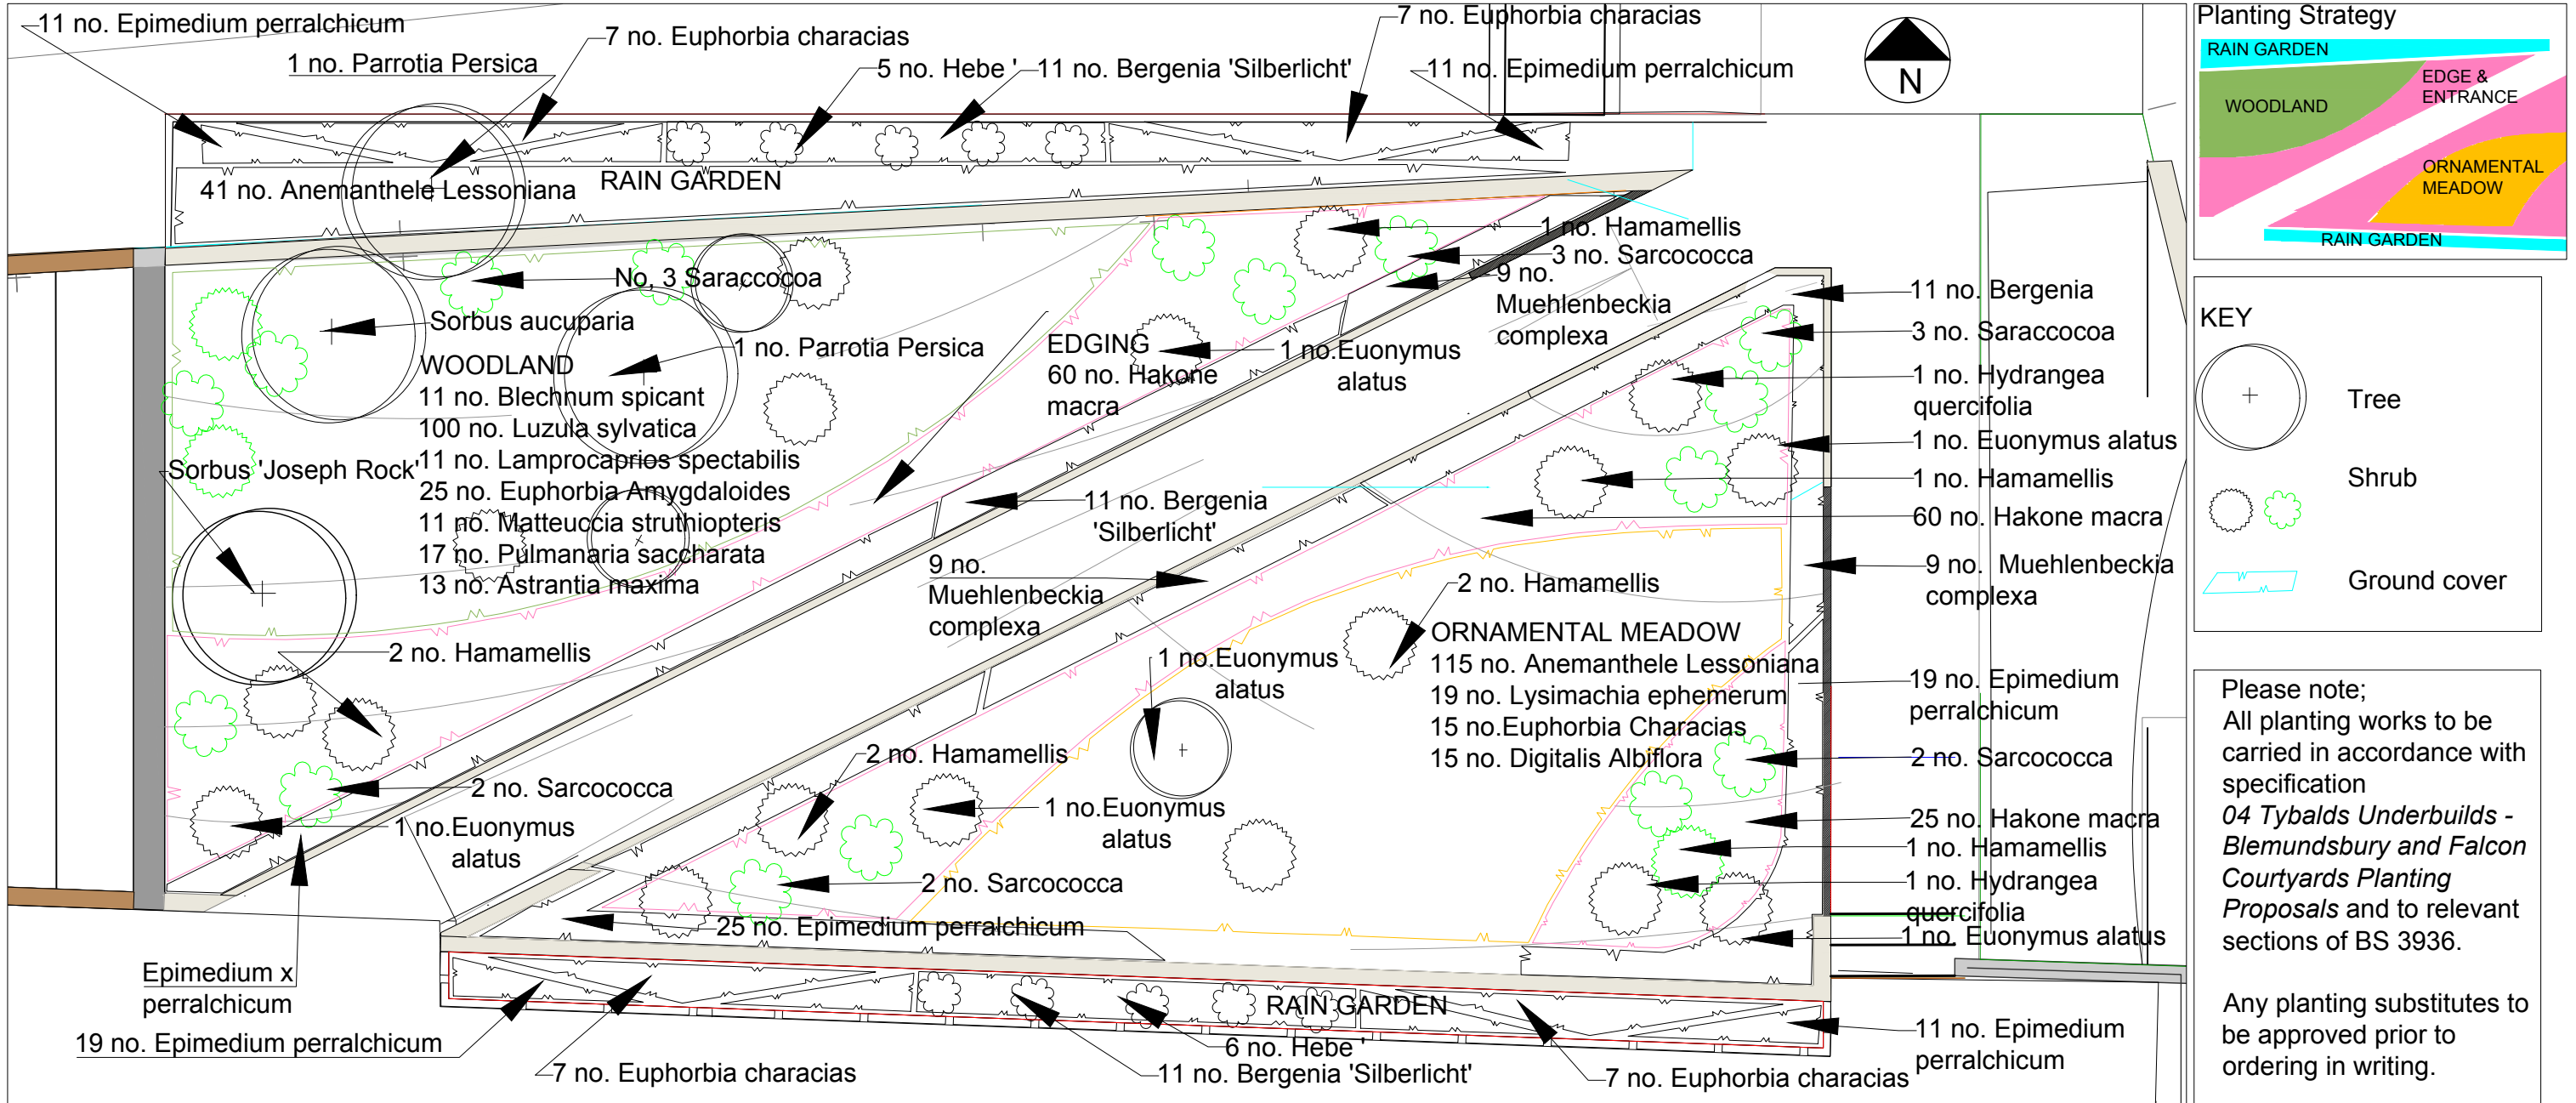 11 no. Epimedium perralchicum
1 no. Parrotia Persica
7 no. Euphorbia characias
5 no. Hebe '
11 no. Bergenia 'Silberlicht'
7 no. Euphorbia characias
11 no. Epimedium perralchicum
N
41 no. Anemanthele Lessoniana
RAIN GARDEN
No, 3 Saraccocoa
Sorbus aucuparia
1 no. Parrotia Persica
WOODLAND
11 no. Blechnum spicant
100 no. Luzula sylvatica
11 no. Lamprocaprios spectabilis
25 no. Euphorbia Amygdaloides
11 no. Matteuccia struthiopteris
17 no. Pulmanaria saccharata
13 no. Astrantia maxima
Sorbus 'Joseph Rock'
2 no. Hamamellis
2 no. Sarcococca
1 no.Euonymus
alatus
Epimedium x
perralchicum
19 no. Epimedium perralchicum
7 no. Euphorbia characias
EDGING
60 no. Hakone
macra
1 no. Hamamellis
3 no. Sarcococca
9 no.
Muehlenbeckia
complexa
1 no.Euonymus
alatus
11 no. Bergenia
'Silberlicht'
9 no.
Muehlenbeckia
complexa
11 no. Bergenia
3 no. Saraccocoa
1 no. Hydrangea
quercifolia
1 no. Euonymus alatus
1 no. Hamamellis
60 no. Hakone macra
9 no. Muehlenbeckia
complexa
2 no. Hamamellis
ORNAMENTAL MEADOW
115 no. Anemanthele Lessoniana
19 no. Lysimachia ephemerum
15 no.Euphorbia Characias
15 no. Digitalis Albiflora
1 no.Euonymus
alatus
2 no. Hamamellis
1 no.Euonymus
alatus
2 no. Sarcococca
25 no. Epimedium perralchicum
19 no. Epimedium
perralchicum
2 no. Sarcococca
25 no. Hakone macra
1 no. Hamamellis
1 no. Hydrangea
quercifolia
1 no. Euonymus alatus
RAIN GARDEN
6 no. Hebe '
11 no. Bergenia 'Silberlicht'
7 no. Euphorbia characias
11 no. Epimedium
perralchicum
Planting Strategy
RAIN GARDEN
WOODLAND
EDGE &
ENTRANCE
ORNAMENTAL
MEADOW
RAIN GARDEN
KEY
Tree
Shrub
Ground cover
Please note;
All planting works to be
carried in accordance with
specification
04 Tybalds Underbuilds -
Blemundsbury and Falcon
Courtyards Planting
Proposals and to relevant
sections of BS 3936.
Any planting substitutes to
be approved prior to
ordering in writing.